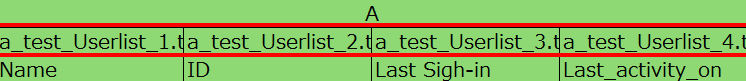 A
a_test_Userlist_1.t a_test_Userlist_2.t a_test_Userlist_3.t a_test_Userlist_4.t
Name ID Last Sigh-in Last_activity_on